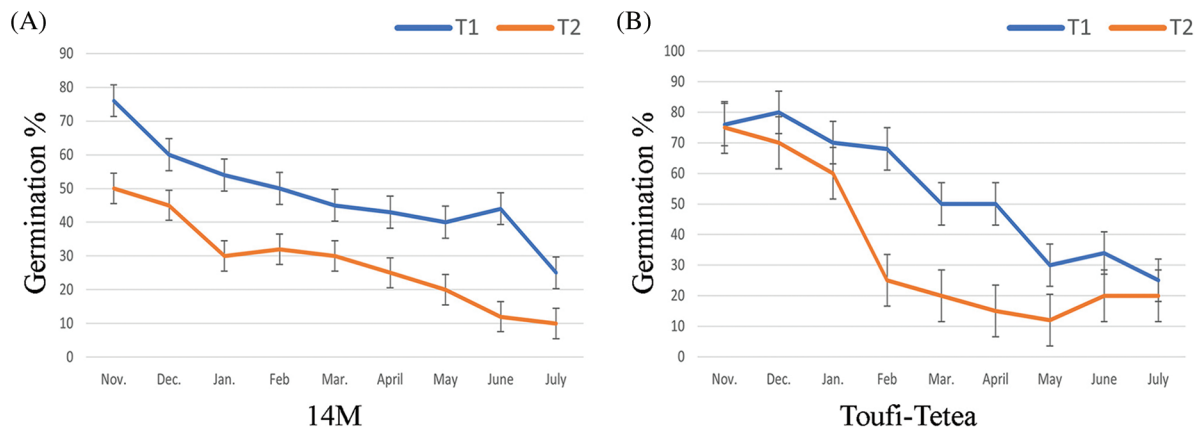 (A)
T1 T2
90
80
70
60
50
40
30
20
10
0
Germination %
Nov. Dec. Jan. Feb Mar. April May June July
14M
(B)
T1 T2
100
90
80
70
60
50
40
30
20
10
0
Germination %
Nov. Dec. Jan. Feb Mar. April May June July
Toufi-Tetea